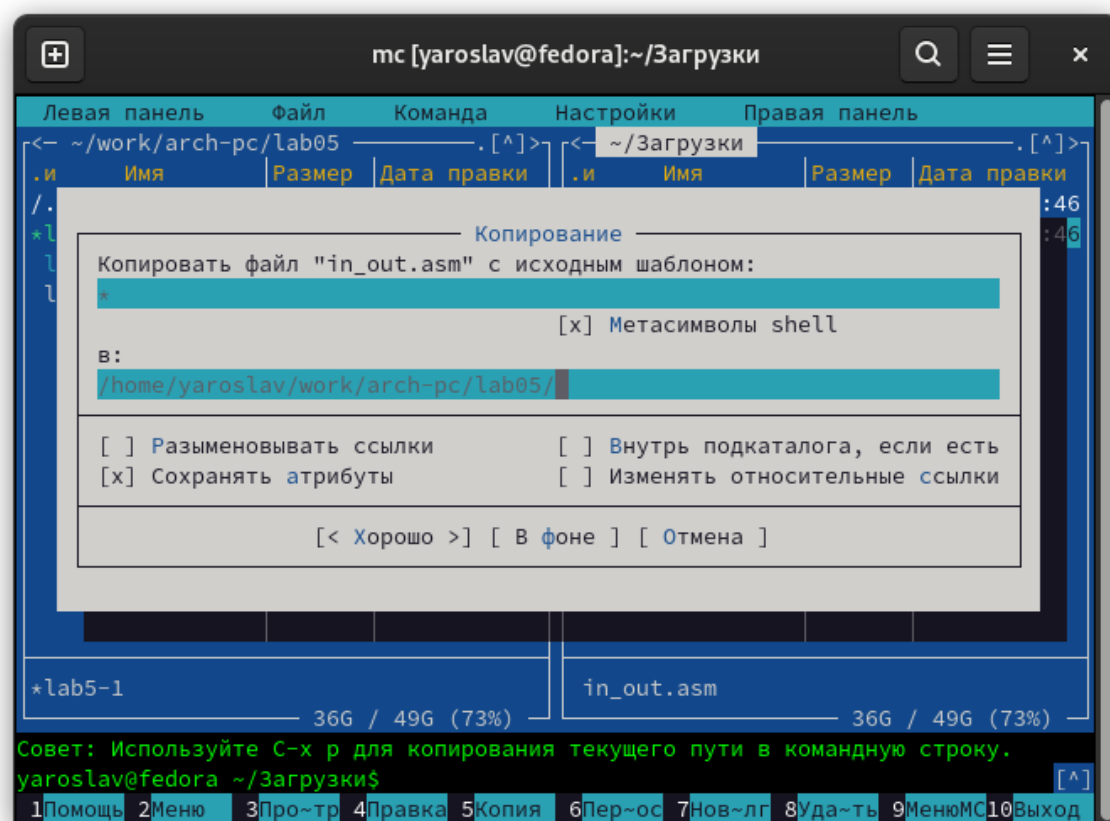 mc [yaroslav@fedora]:~/Загрузки
Левая панель Файл Команда Настройки Правая панель
<─ ~/work/arch-pc/lab05 ─.[^]>┐┌<─ ~/Загрузки ─.[^]>
.и Имя Размер Дата правки .и Имя Размер Дата правки
/. :46
*l Копирование :46
l Копировать файл "in_out.asm" с исходным шаблоном:
l *
[x] Метасимволы shell
в:
/home/yaroslav/work/arch-pc/lab05/
[ ] Разыменовывать ссылки [ ] Внутрь подкаталога, если есть
[x] Сохранять атрибуты [ ] Изменять относительные ссылки
[< Хорошо >] [ В фоне ] [ Отмена ]
*lab5-1 in_out.asm
36G / 49G (73%) 36G / 49G (73%)
Совет: Используйте C-x p для копирования текущего пути в командную строку.
yaroslav@fedora ~/Загрузки$ [^]
1Помощь 2Меню 3Про~тр 4Правка 5Копия 6Пер~ос 7Нов~лг 8Уда~ть 9МенюMC10Выход